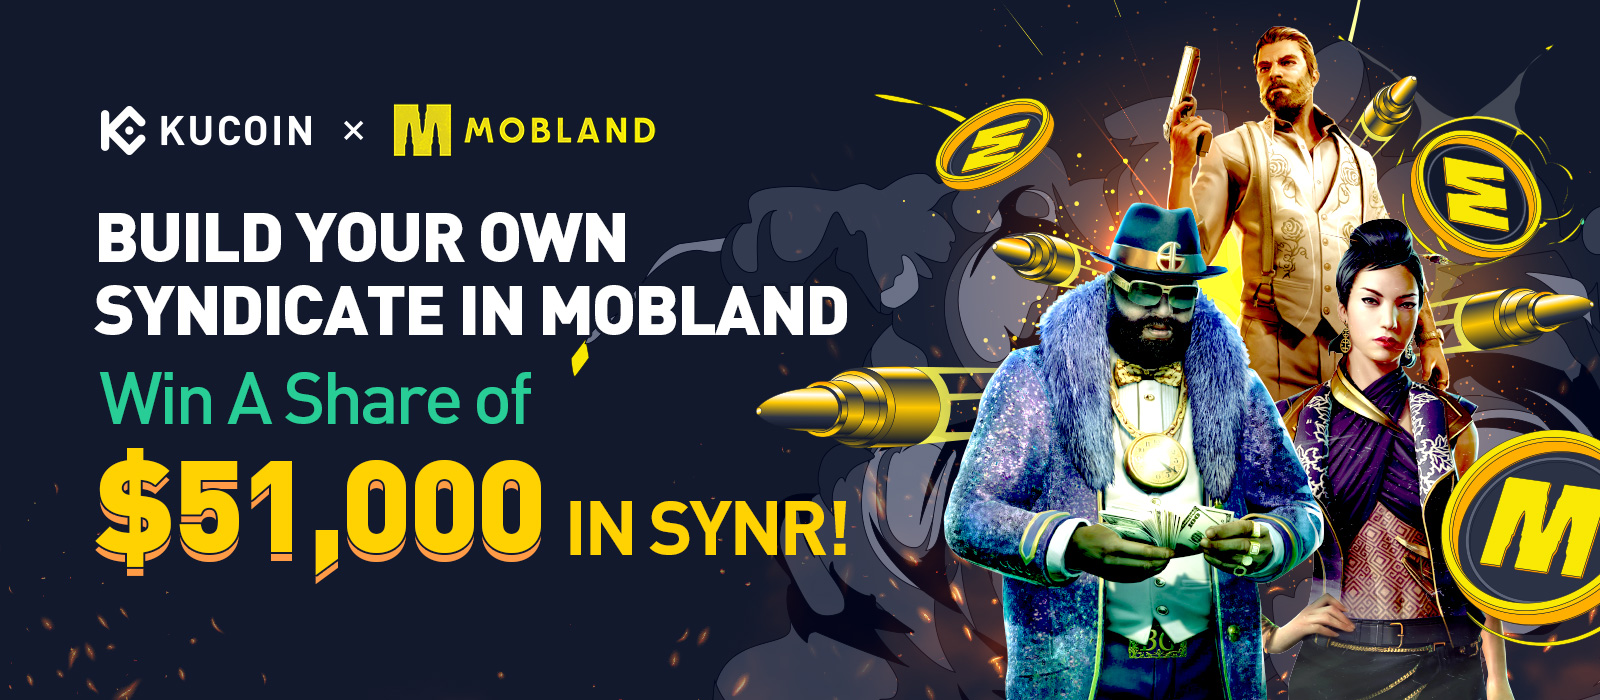 KUCOIN × M MOBLAND
BUILD YOUR OWN
SYNDICATE IN MOBLAND
Win A Share of
$51,000 IN SYNR!
M
M
M